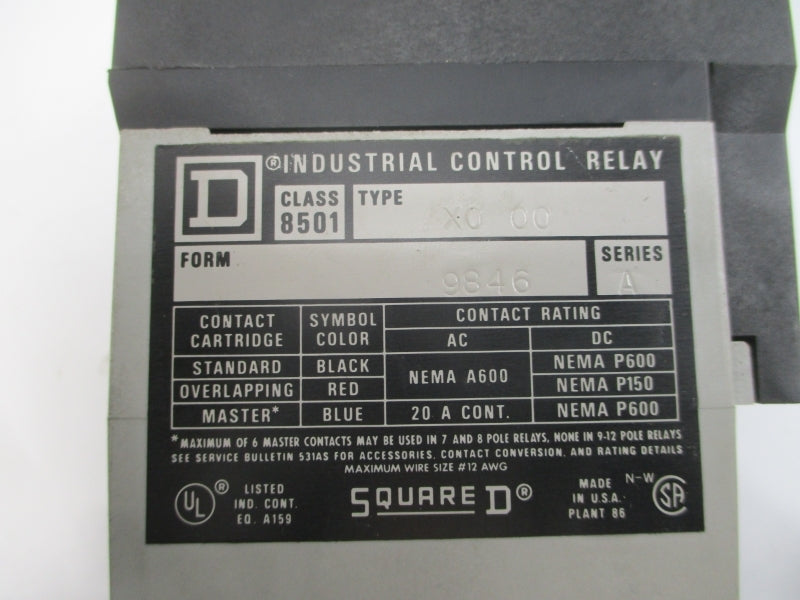 D ® INDUSTRIAL CONTROL RELAY
CLASS 8501 TYPE XO 00
FORM 9846 SERIES A
CONTACT CARTRIDGE SYMBOL COLOR CONTACT RATING
AC DC
STANDARD BLACK NEMA A600 NEMA P600
OVERLAPPING RED NEMA P150
MASTER* BLUE 20 A CONT. NEMA P600
*MAXIMUM OF 6 MASTER CONTACTS MAY BE USED IN 7 AND 8 POLE RELAYS, NONE IN 9-12 POLE RELAYS
SEE SERVICE BULLETIN 531AS FOR ACCESSORIES, CONTACT CONVERSION, AND RATING DETAILS
MAXIMUM WIRE SIZE #12 AWG
UL ® LISTED
IND. CONT.
EQ. A159
SQUARE D ®
MADE
IN U.S.A.
PLANT 86
N-W
SA